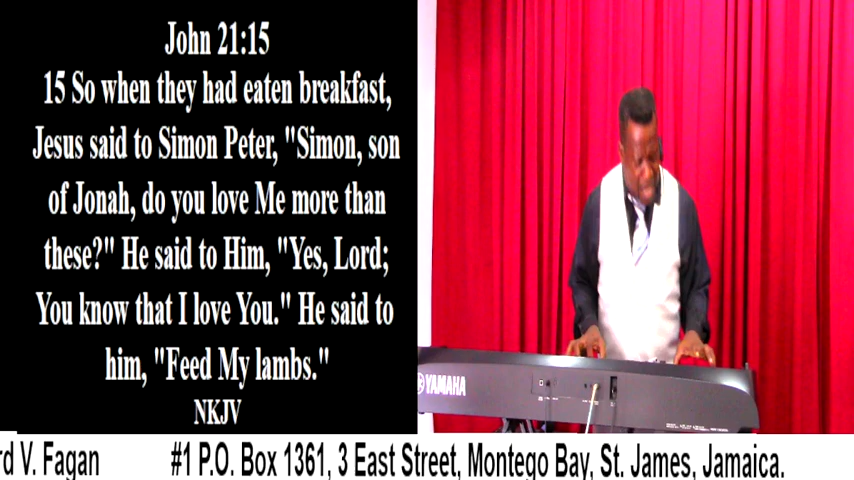 John 21:15
15 So when they had eaten breakfast,
Jesus said to Simon Peter, "Simon, son
of Jonah, do you love Me more than
these?" He said to Him, "Yes, Lord;
You know that I love You." He said to
him, "Feed My lambs."
NKJV
YAMAHA
rd V. Fagan #1 P.O. Box 1361, 3 East Street, Montego Bay, St. James, Jamaica.